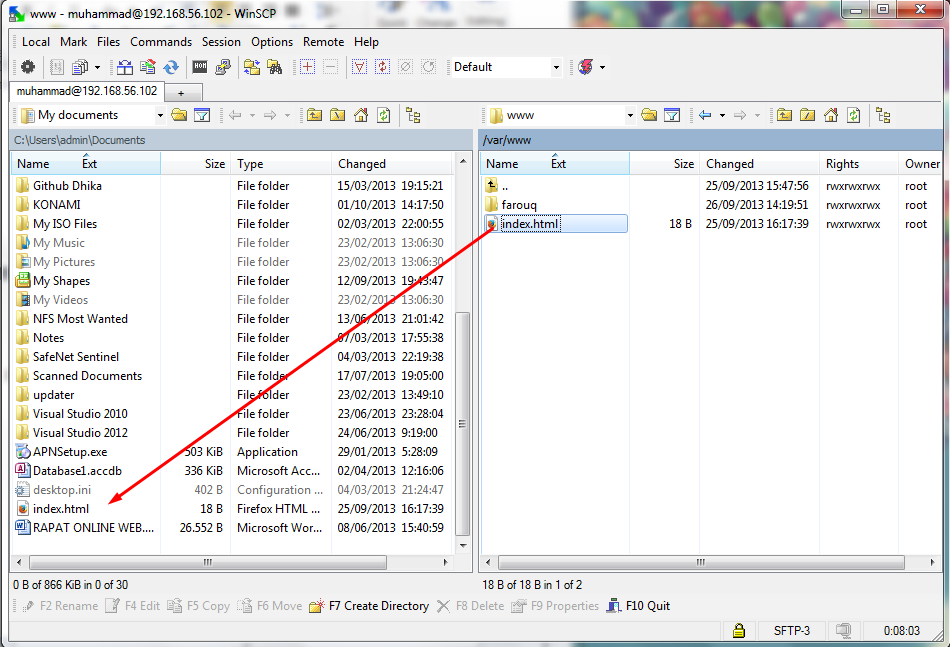 www - muhammad@192.168.56.102 - WinSCP
Local Mark Files Commands Session Options Remote Help
Default
muhammad@192.168.56.102 +
My documents www
C:\Users\admin\Documents /var/www
Name Ext Size Type Changed Name Ext Size Changed Rights Owner
Github Dhika File folder 15/03/2013 19:15:21 .. 25/09/2013 15:47:56 rwxrwxrwx root
KONAMI File folder 01/10/2013 14:17:50 farouq 26/09/2013 14:19:51 rwxrwxrwx root
My ISO Files File folder 02/03/2013 22:00:55 index.html 18 B 25/09/2013 16:17:39 rwxrwxrwx root
My Music File folder 23/02/2013 13:06:30
My Pictures File folder 23/02/2013 13:06:30
My Shapes File folder 12/09/2013 19:43:47
My Videos File folder 23/02/2013 13:06:30
NFS Most Wanted File folder 13/06/2013 21:01:42
Notes File folder 07/03/2013 17:55:38
SafeNet Sentinel File folder 04/03/2013 22:19:38
Scanned Documents File folder 17/07/2013 19:05:00
updater File folder 23/02/2013 13:49:10
Visual Studio 2010 File folder 23/06/2013 23:28:04
Visual Studio 2012 File folder 24/06/2013 9:19:00
APNSetup.exe 503 KiB Application 29/01/2013 5:28:09
Database1.accdb 336 KiB Microsoft Acc... 02/04/2013 12:16:06
desktop.ini 402 B Configuration ... 04/03/2013 21:24:47
index.html 18 B Firefox HTML ... 25/09/2013 16:17:39
RAPAT ONLINE WEB.... 26.552 B Microsoft Wor... 08/06/2013 15:40:59
0 B of 866 KiB in 0 of 30 18 B of 18 B in 1 of 2
F2 Rename F4 Edit F5 Copy F6 Move F7 Create Directory F8 Delete F9 Properties F10 Quit
SFTP-3 0:08:03